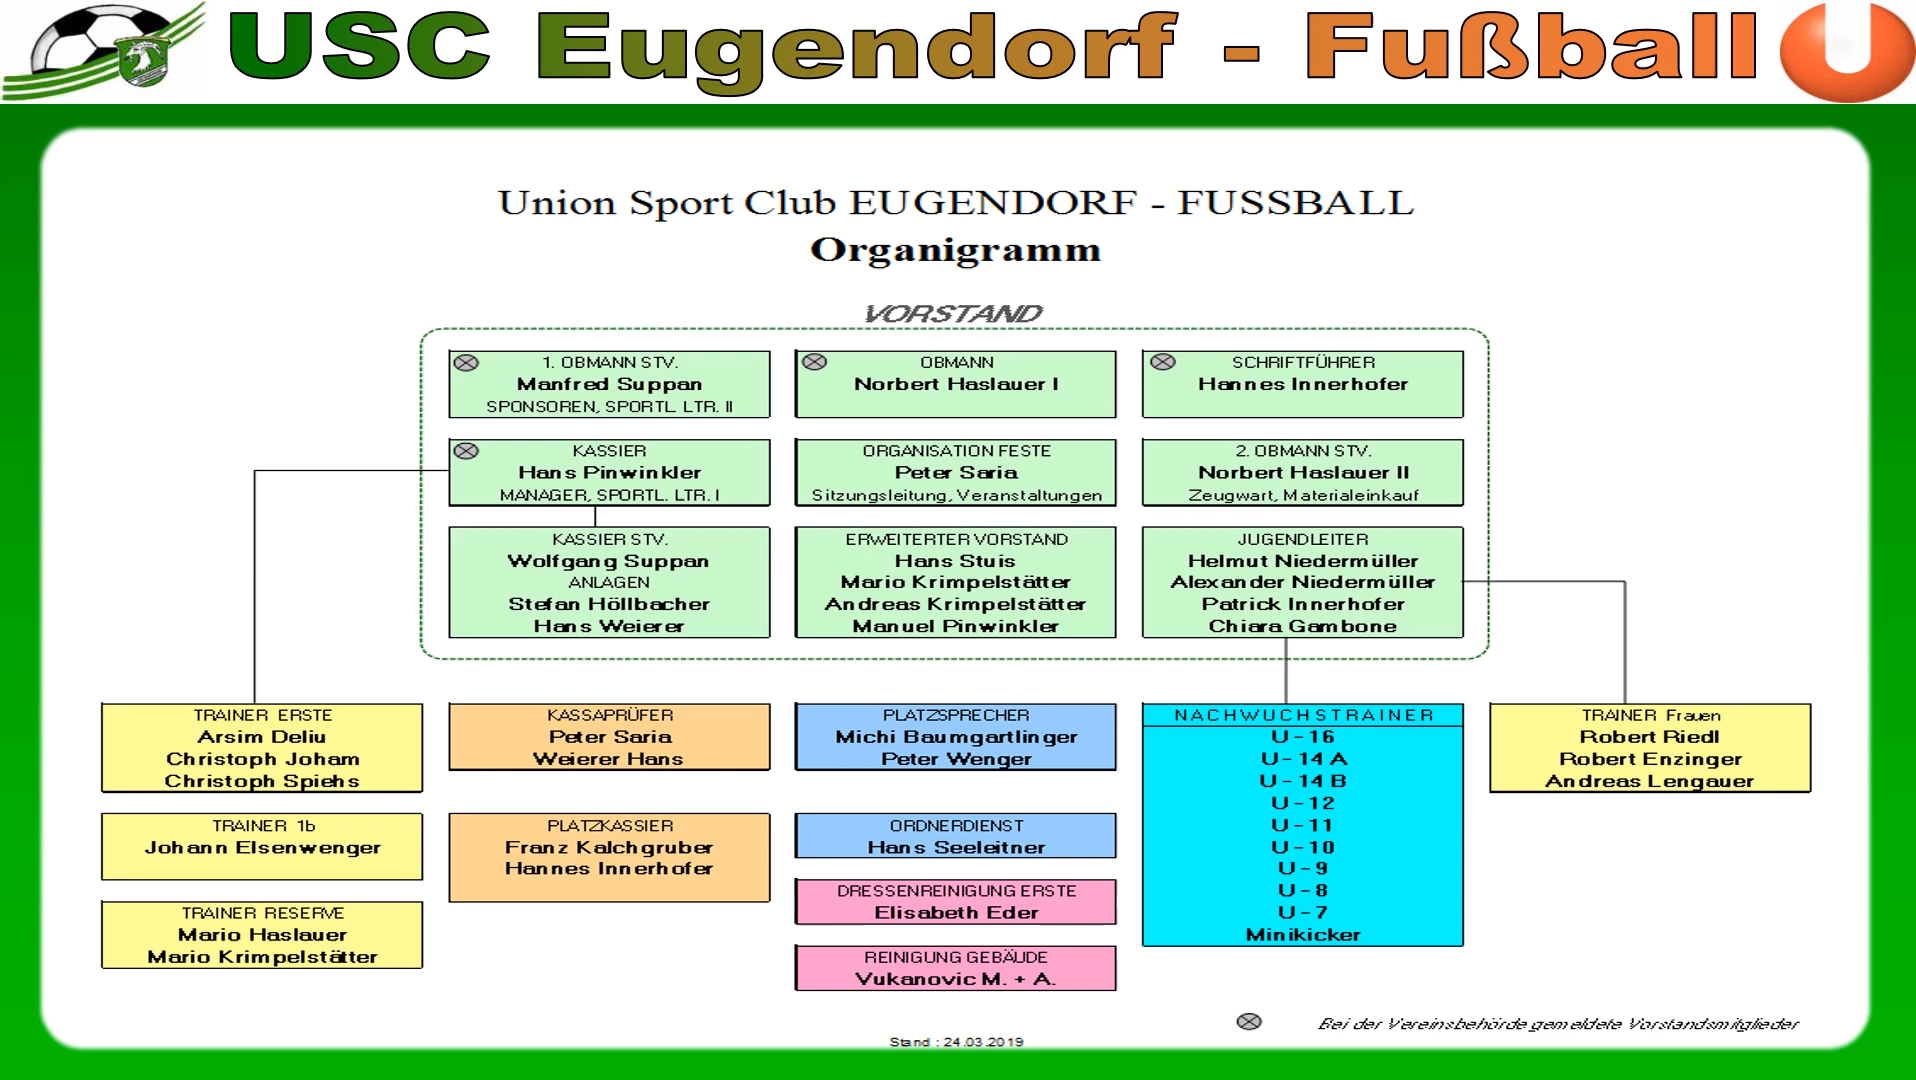 USC Eugendorf - Fußball
Union Sport Club EUGENDORF - FUSSBALL
Organigramm
VORSTAND
1. OBMANN STV.
Manfred Suppan
SPONSOREN, SPORTL. LTR. II
OBMANN
Norbert Haslauer I
SCHRIFTFÜHRER
Hannes Innerhofer
KASSIER
Hans Pinwinkler
MANAGER, SPORTL. LTR. I
ORGANISATION FESTE
Peter Saria
Sitzungsleitung, Veranstaltungen
2. OBMANN STV.
Norbert Haslauer II
Zeugwart, Materialeinkauf
KASSIER STV.
Wolfgang Suppan
ANLAGEN
Stefan Höllbacher
Hans Weierer
ERWEITERTER VORSTAND
Hans Stuis
Mario Krimpelstätter
Andreas Krimpelstätter
Manuel Pinwinkler
JUGENDLEITER
Helmut Niedermüller
Alexander Niedermüller
Patrick Innerhofer
Chiara Gambone
TRAINER ERSTE
Arsim Deliu
Christoph Joham
Christoph Spiehs
KASSAPRÜFER
Peter Saria
Weierer Hans
PLATZSPRECHER
Michi Baumgartlinger
Peter Wenger
NACHWUCHSTRAINER
U - 16
U - 14 A
U - 14 B
U - 12
U - 11
U - 10
U - 9
U - 8
U - 7
Minikicker
TRAINER Frauen
Robert Riedl
Robert Enzinger
Andreas Lengauer
TRAINER 1b
Johann Elsenwenger
PLATZKASSIER
Franz Kalchgruber
Hannes Innerhofer
ORDNERDIENST
Hans Seeleitner
DRESSENREINIGUNG ERSTE
Elisabeth Eder
TRAINER RESERVE
Mario Haslauer
Mario Krimpelstätter
REINIGUNG GEBÄUDE
Vukanovic M. + A.
Bei der Vereinsbehörde gemeldete Vorstandsmitglieder
Stand : 24.03.2019